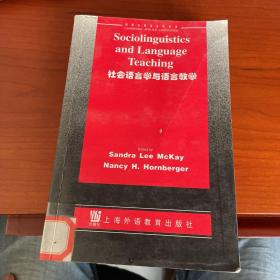 Sociolinguistics
and Language
Teaching
社会语言学与语言教学
Edited by
Sandra Lee McKay
Nancy H. Hornberger
上海外语教育出版社